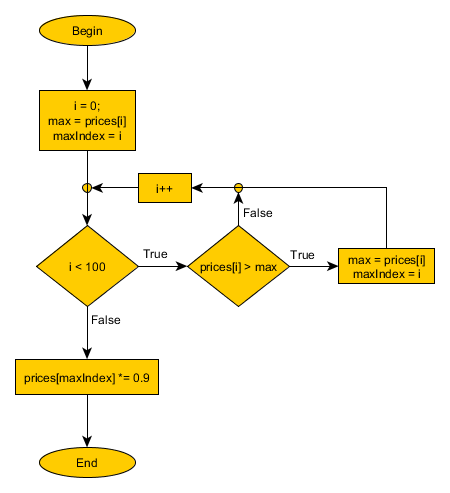 Begin
i = 0;
max = prices[i]
maxIndex = i
i++
False
True
True
i < 100
prices[i] > max
max = prices[i]
maxIndex = i
False
prices[maxIndex] *= 0.9
End